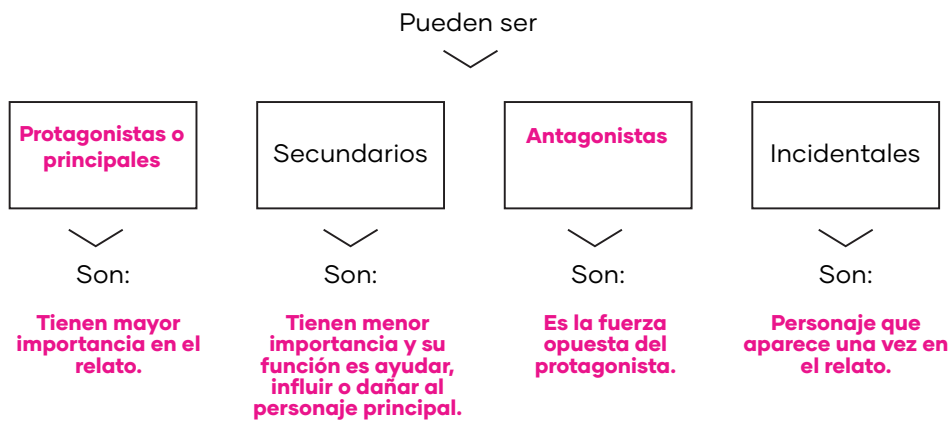 Pueden ser
Protagonistas o
principales
Secundarios
Antagonistas
Incidentales
Son:
Tienen mayor
importancia en el
relato.
Son:
Tienen menor
importancia y su
función es ayudar,
influir o dañar al
personaje principal.
Son:
Es la fuerza
opuesta del
protagonista.
Son:
Personaje que
aparece una vez en
el relato.